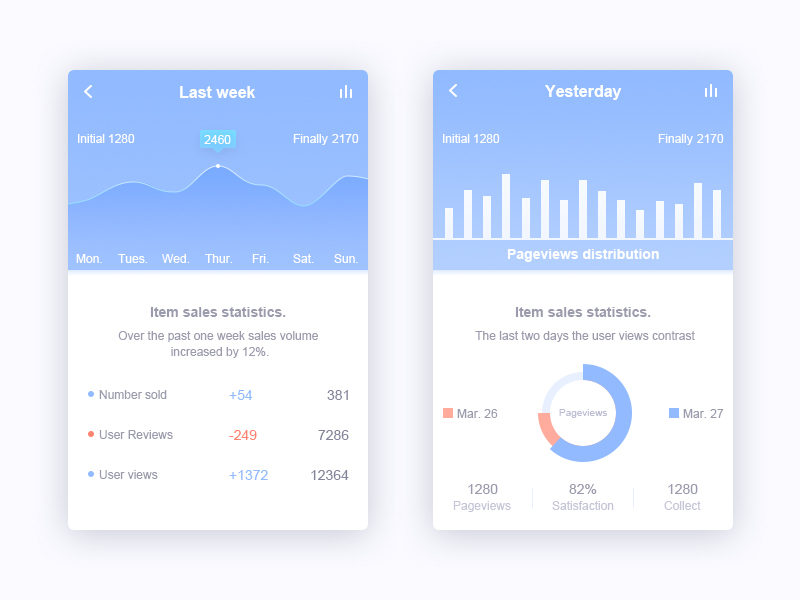 Last week
Initial 1280
2460
Finally 2170
Mon. Tues. Wed. Thur. Fri. Sat. Sun.
Item sales statistics.
Over the past one week sales volume
increased by 12%.
Number sold +54 381
User Reviews -249 7286
User views +1372 12364
Yesterday
Initial 1280
Finally 2170
Pageviews distribution
Item sales statistics.
The last two days the user views contrast
Mar. 26
Pageviews
Mar. 27
1280 82% 1280
Pageviews Satisfaction Collect